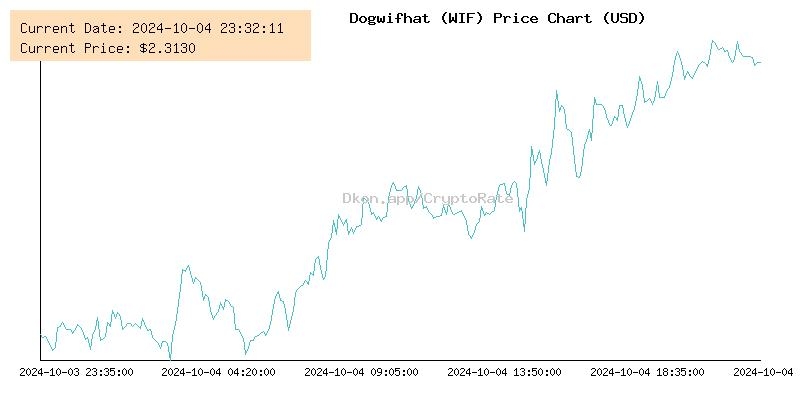 Dogwifhat (WIF) Price Chart (USD)
Current Date: 2024-10-04 23:32:11
Current Price: $2.3130
Dkon.app/CryptoRate
2024-10-03 23:35:00 2024-10-04 04:20:00 2024-10-04 09:05:00 2024-10-04 13:50:00 2024-10-04 18:35:00 2024-10-04